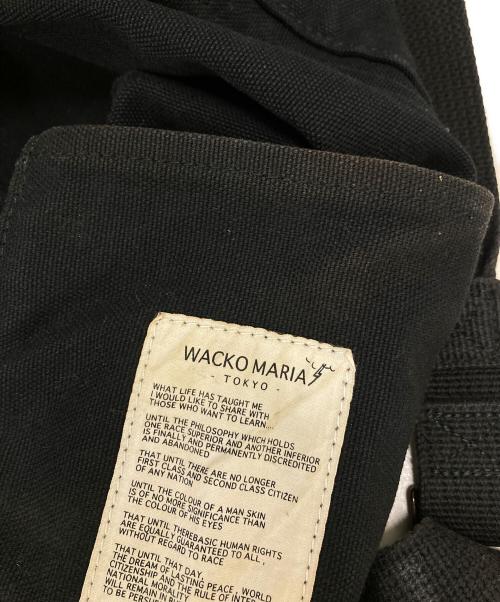 WACKO MARIA
- TOKYO -
WHAT LIFE HAS TAUGHT ME
I WOULD LIKE TO SHARE WITH
THOSE WHO WANT TO LEARN....
UNTIL THE PHILOSOPHY WHICH HOLDS
ONE RACE SUPERIOR AND ANOTHER INFERIOR
IS FINALLY AND PERMANENTLY DISCREDITED
AND ABANDONED
THAT UNTIL THERE ARE NO LONGER
FIRST CLASS AND SECOND CLASS CITIZEN
OF ANY NATION
UNTIL THE COLOUR OF A MAN SKIN
IS OF NO MORE SIGNIFICANCE THAN
THE COLOUR OF HIS EYES
THAT UNTIL THEREBASIC HUMAN RIGHTS
ARE EQUALLY GUARANTEED TO ALL ,
WITHOUT REGARD TO RACE
THAT UNTIL THAT DAY ,
THE DREAM OF LASTING PEACE , WORLD
CITIZENSHIP AND THE RULE OF INTER
NATIONAL MORALITY
WILL REMAIN IN
TO BE